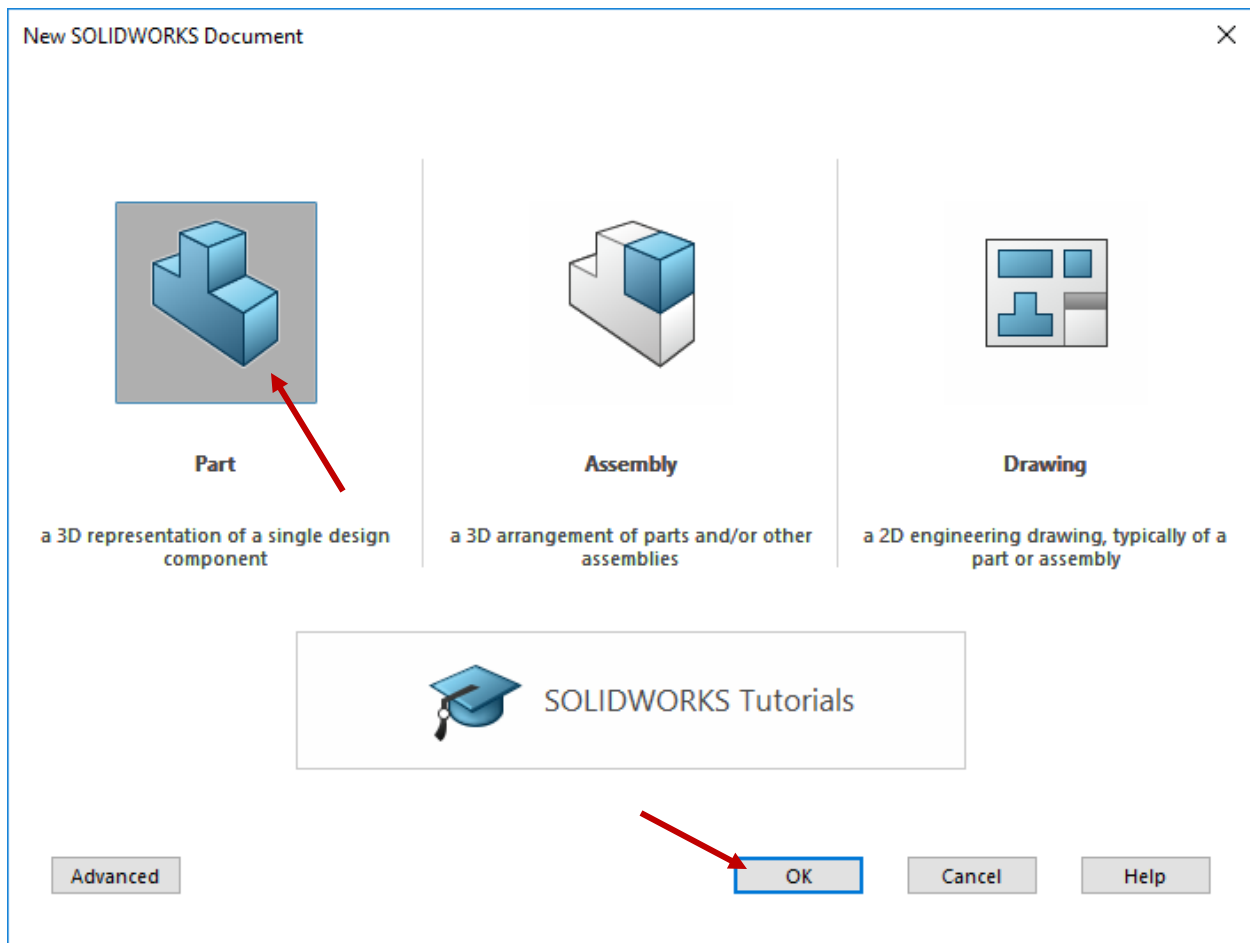 New SOLIDWORKS Document
Part
a 3D representation of a single design
component
Assembly
a 3D arrangement of parts and/or other
assemblies
Drawing
a 2D engineering drawing, typically of a
part or assembly
SOLIDWORKS Tutorials
Advanced
OK
Cancel
Help